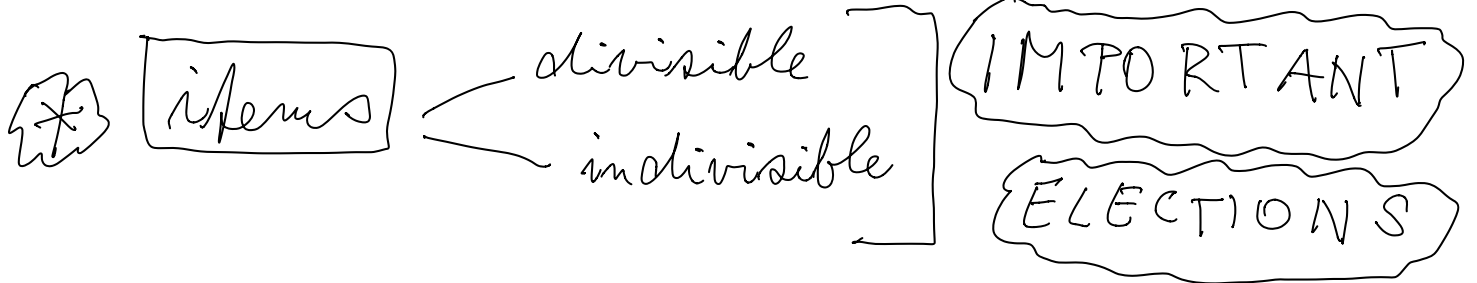 * items
divisible
indivisible
IMPORTANT
ELECTIONS